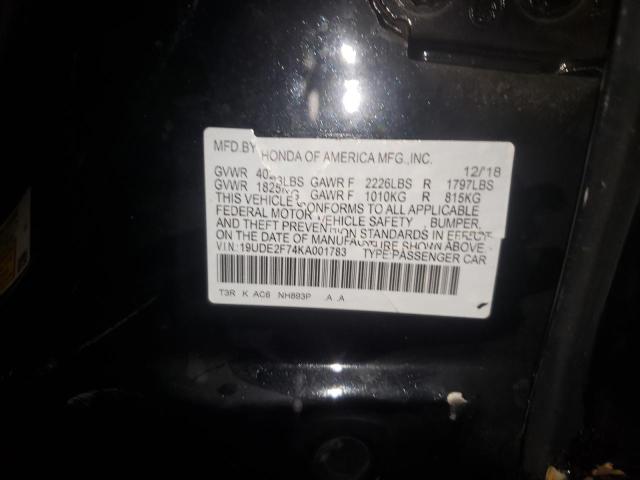 MFD.BY HONDA OF AMERICA MFG.,INC.
12/18
GVWR LBS GAWR F 2226LBS R 1797LBS
GVWR GAWR F 1010KG R 815KG
THIS VEHICLE CONFORMS TO ALL APPLICABLE
FEDERAL MOTOR VEHICLE SAFETY , BUMPER,
AND THEFT PREVENTION STANDARDS IN EFFECT
ON THE DATE OF MANUFACTURE SHOWN ABOVE.
VIN:19UDE2F74KA001783 TYPE:PASSENGER CAR
T3R K AC6 NH893P .A .A